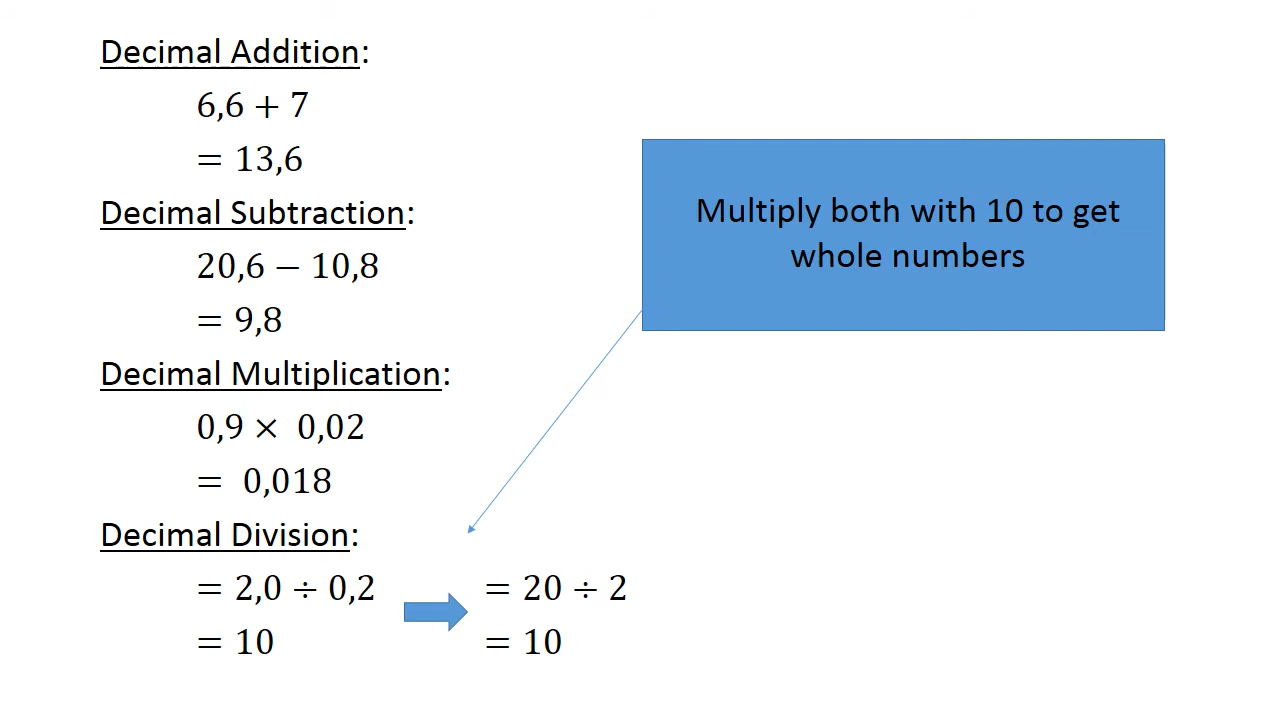 Decimal Addition:
6,6 + 7
= 13,6
Decimal Subtraction:
20,6 − 10,8
= 9,8
Decimal Multiplication:
0,9 × 0,02
= 0,018
Decimal Division:
= 2,0 ÷ 0,2
= 10
= 20 ÷ 2
= 10
Multiply both with 10 to get
whole numbers